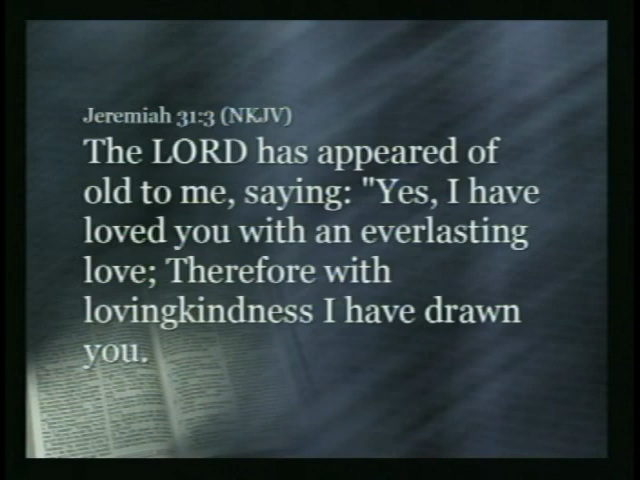 Jeremiah 31:3 (NKJV)
The LORD has appeared of
old to me, saying: "Yes, I have
loved you with an everlasting
love; Therefore with
lovingkindness I have drawn
you.